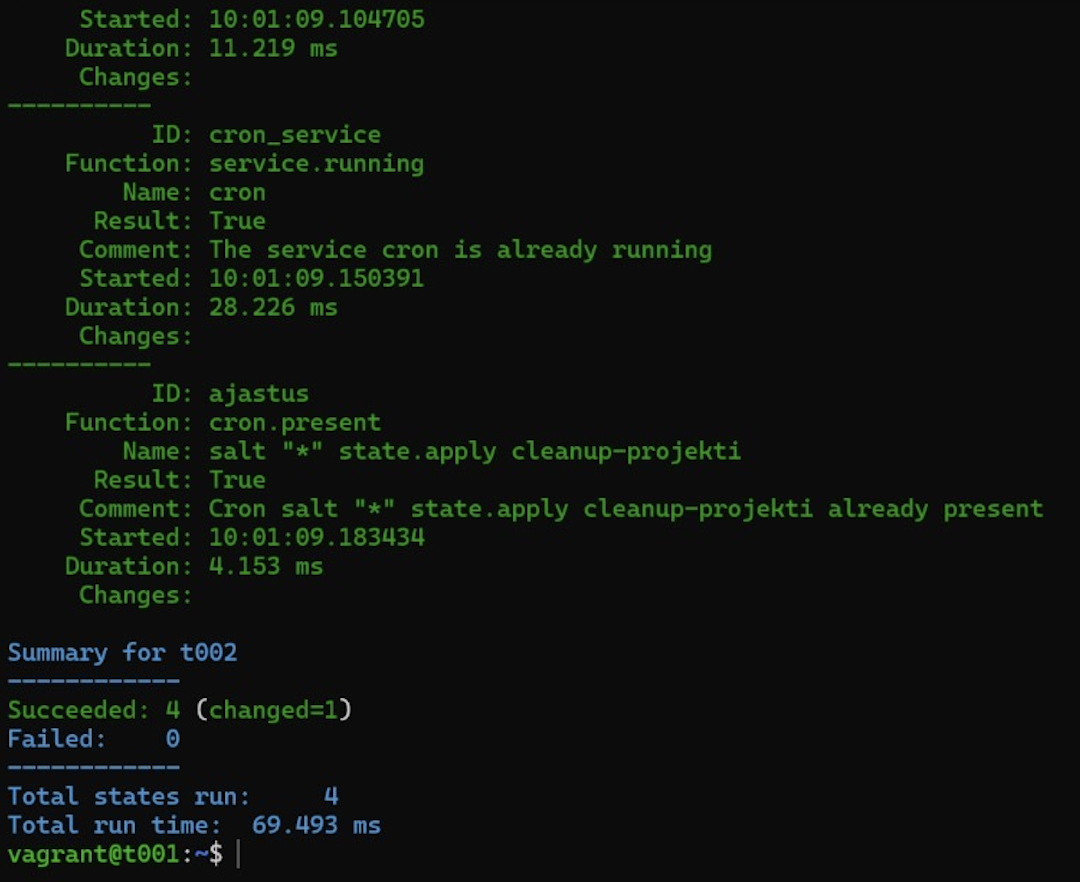 Started: 10:01:09.104705
Duration: 11.219 ms
Changes:
----------
ID: cron_service
Function: service.running
Name: cron
Result: True
Comment: The service cron is already running
Started: 10:01:09.150391
Duration: 28.226 ms
Changes:
----------
ID: ajastus
Function: cron.present
Name: salt "*" state.apply cleanup-projekti
Result: True
Comment: Cron salt "*" state.apply cleanup-projekti already present
Started: 10:01:09.183434
Duration: 4.153 ms
Changes:
Summary for t002
------------
Succeeded: 4 (changed=1)
Failed:    0
------------
Total states run:     4
Total run time:  69.493 ms
vagrant@t001:~$